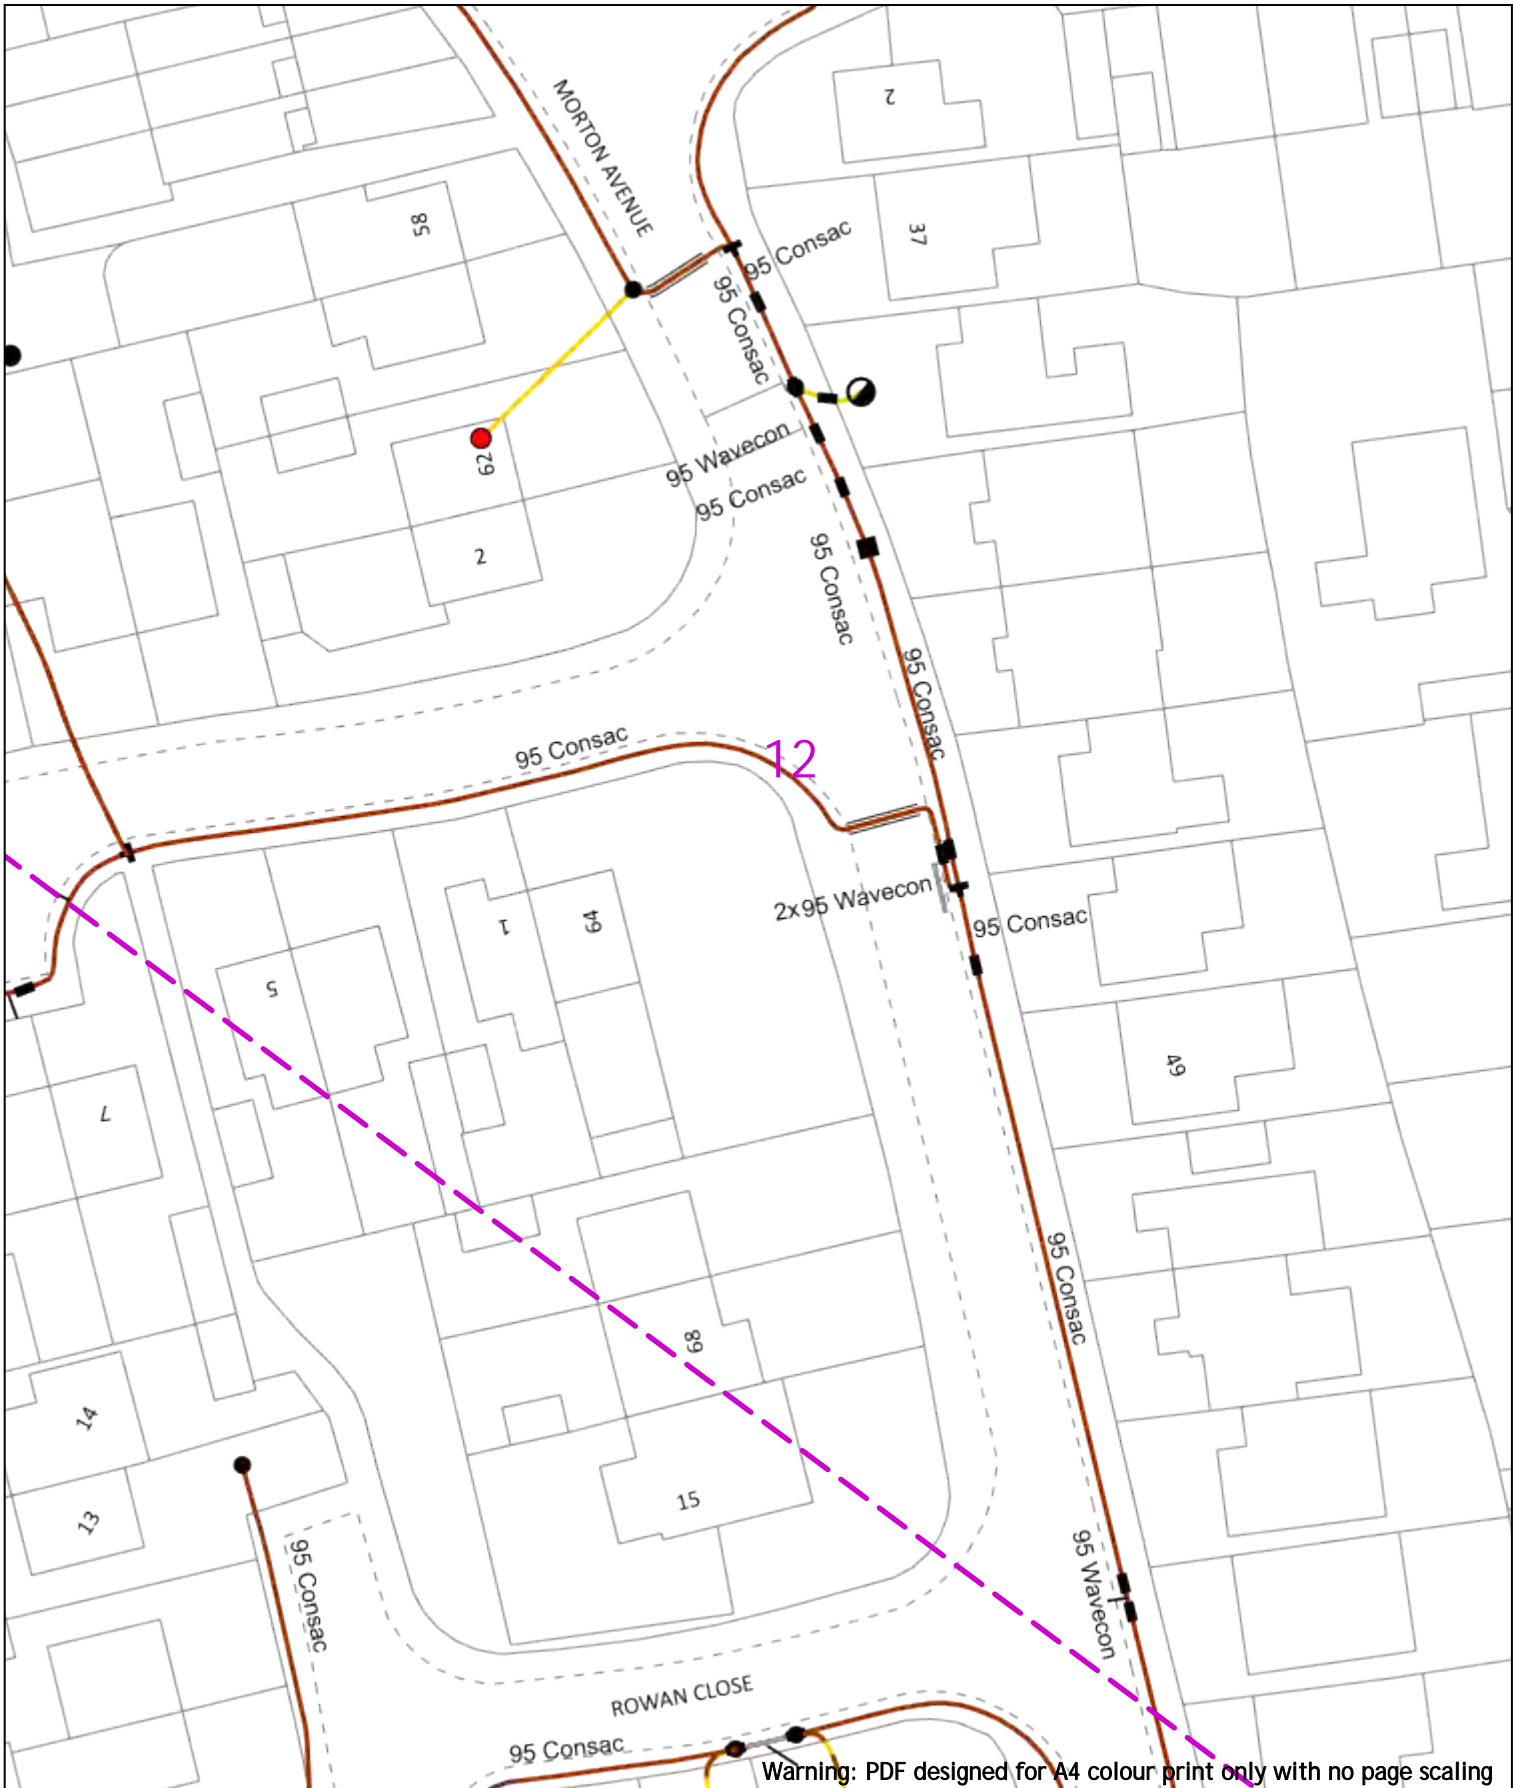 MORTON AVENUE
2
58
37
95 Consac
95 Consac
62
95 Wavecon
95 Consac
2
95 Consac
95 Consac
95 Consac
12
2x95 Wavecon
95 Consac
1
64
5
49
7
95 Consac
68
14
15
13
95 Consac
95 Wavecon
ROWAN CLOSE
95 Consac
Warning: PDF designed for A4 colour print only with no page scaling